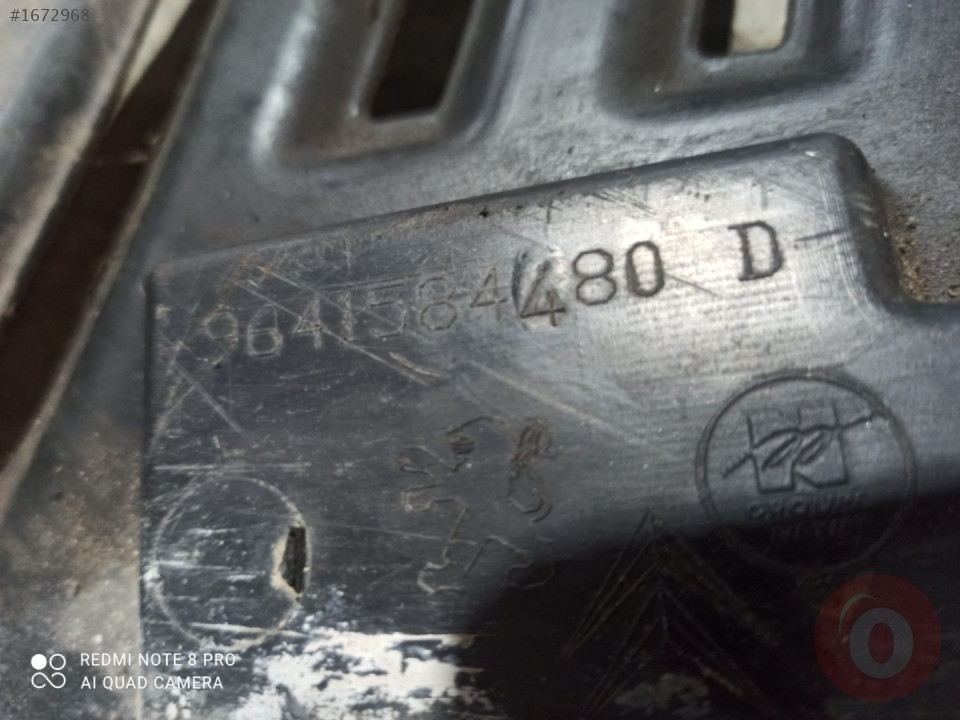 #1672968
9641584480 D
REDMI NOTE 8 PRO
AI QUAD CAMERA